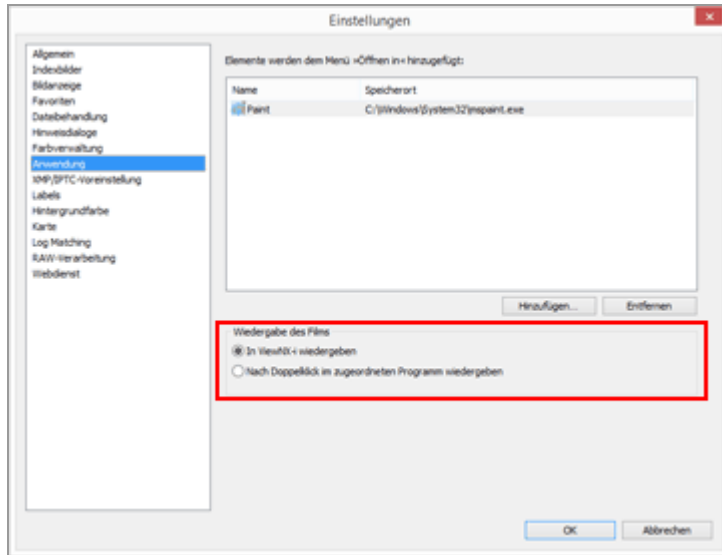 Einstellungen
Allgemein
Indexbilder
Bildanzeige
Favoriten
Dateibehandlung
Hinweisdialoge
Farbverwaltung
Anwendung
XMP/IPTC-Voreinstellung
Labels
Hintergrundfarbe
Karte
Log Matching
RAW-Verarbeitung
Webdienst
Elemente werden dem Menü »Öffnen in« hinzugefügt:
Name Speicherort
Paint C:\Windows\System32\mspaint.exe
Hinzufügen... Entfernen
Wiedergabe des Films
In ViewNX-i wiedergeben
Nach Doppelklick im zugeordneten Programm wiedergeben
OK Abbrechen